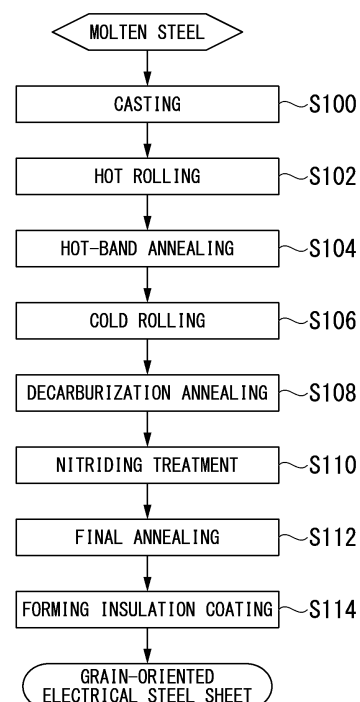 MOLTEN STEEL
CASTING S100
HOT ROLLING S102
HOT-BAND ANNEALING S104
COLD ROLLING S106
DECARBURIZATION ANNEALING S108
NITRIDING TREATMENT S110
FINAL ANNEALING S112
FORMING INSULATION COATING S114
GRAIN-ORIENTED
ELECTRICAL STEEL SHEET